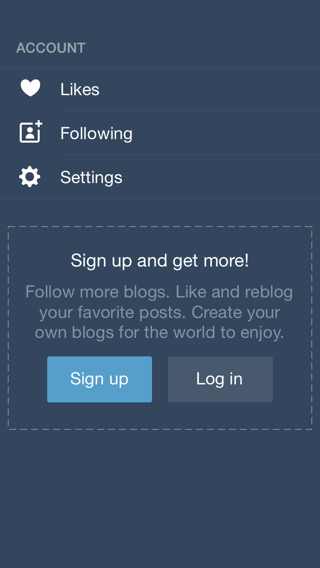 ACCOUNT
Likes
Following
Settings
Sign up and get more!
Follow more blogs. Like and reblog
your favorite posts. Create your
own blogs for the world to enjoy.
Sign up
Log in